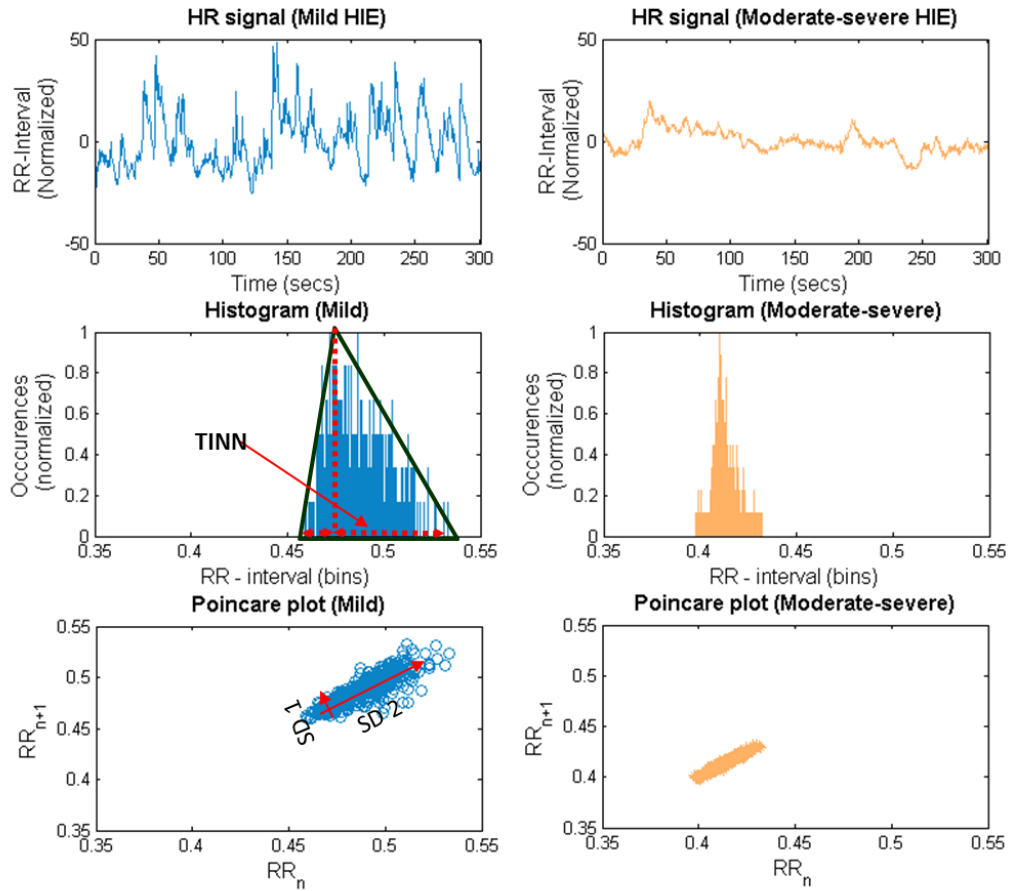 HR signal (Mild HIE)
50
0
-50
RR-Interval
(Normalized)
0
50
100
150
200
250
300
Time (secs)
HR signal (Moderate-severe HIE)
50
0
-50
RR-Interval
(Normalized)
0
50
100
150
200
250
300
Time (secs)
Histogram (Mild)
1
0.8
0.6
0.4
0.2
0
Occcurences
(normalized)
TINN
0.35
0.4
0.45
0.5
0.55
RR - interval (bins)
Histogram (Moderate-severe)
1
0.8
0.6
0.4
0.2
0
Occcurences
(normalized)
0.35
0.4
0.45
0.5
0.55
RR - interval (bins)
Poincare plot (Mild)
0.55
0.5
0.45
0.4
0.35
RRn+1
SD 1
SD 2
0.35
0.4
0.45
0.5
0.55
RRn
Poincare plot (Moderate-severe)
0.55
0.5
0.45
0.4
0.35
RRn+1
0.35
0.4
0.45
0.5
0.55
RRn